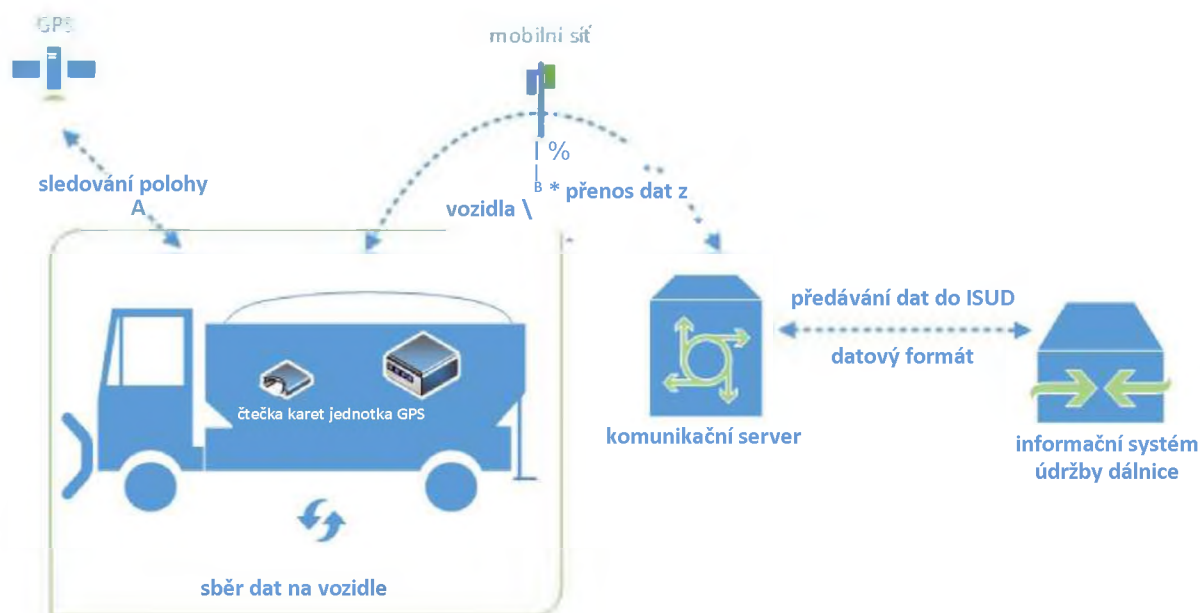 GPS
mobilni síť
| %
sledování polohy
A
B * přenos dat z
vozidla \
předávání dat do ISUD
datový formát
čtečka karet jednotka GPS
komunikační server
informační systém
údržby dálnice
sběr dat na vozidle